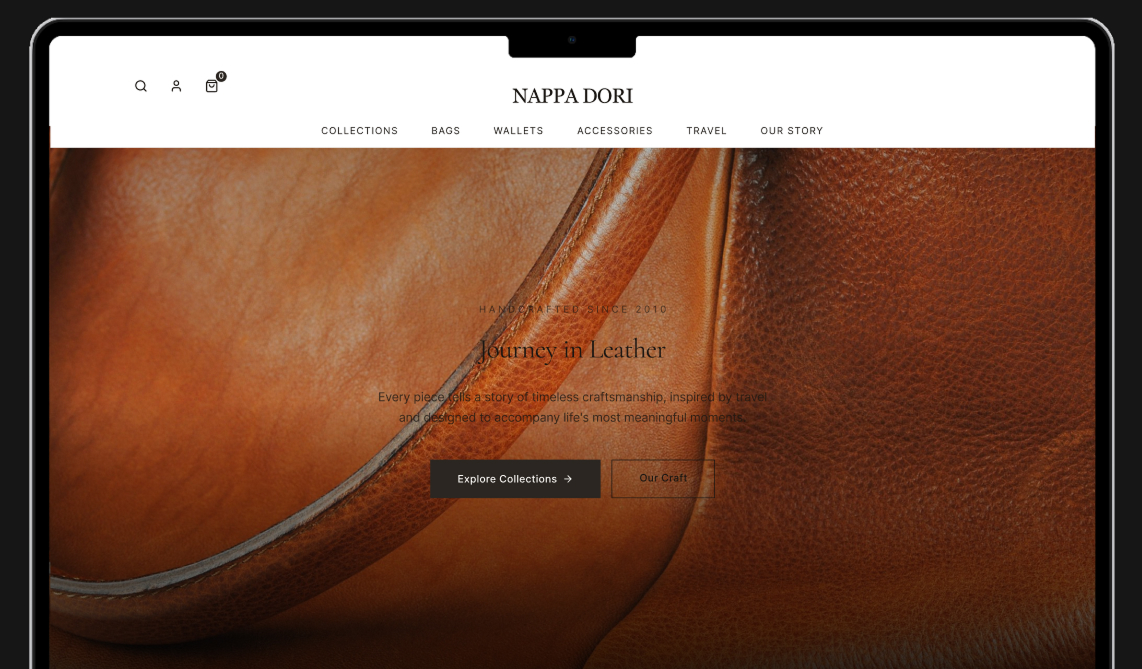 0
NAPPA DORI
COLLECTIONS BAGS WALLETS ACCESSORIES TRAVEL OUR STORY
HANDCRAFTED SINCE 2010
Journey in Leather
Every piece tells a story of timeless craftsmanship, inspired by travel
and designed to accompany life's most meaningful moments.
Explore Collections →
Our Craft